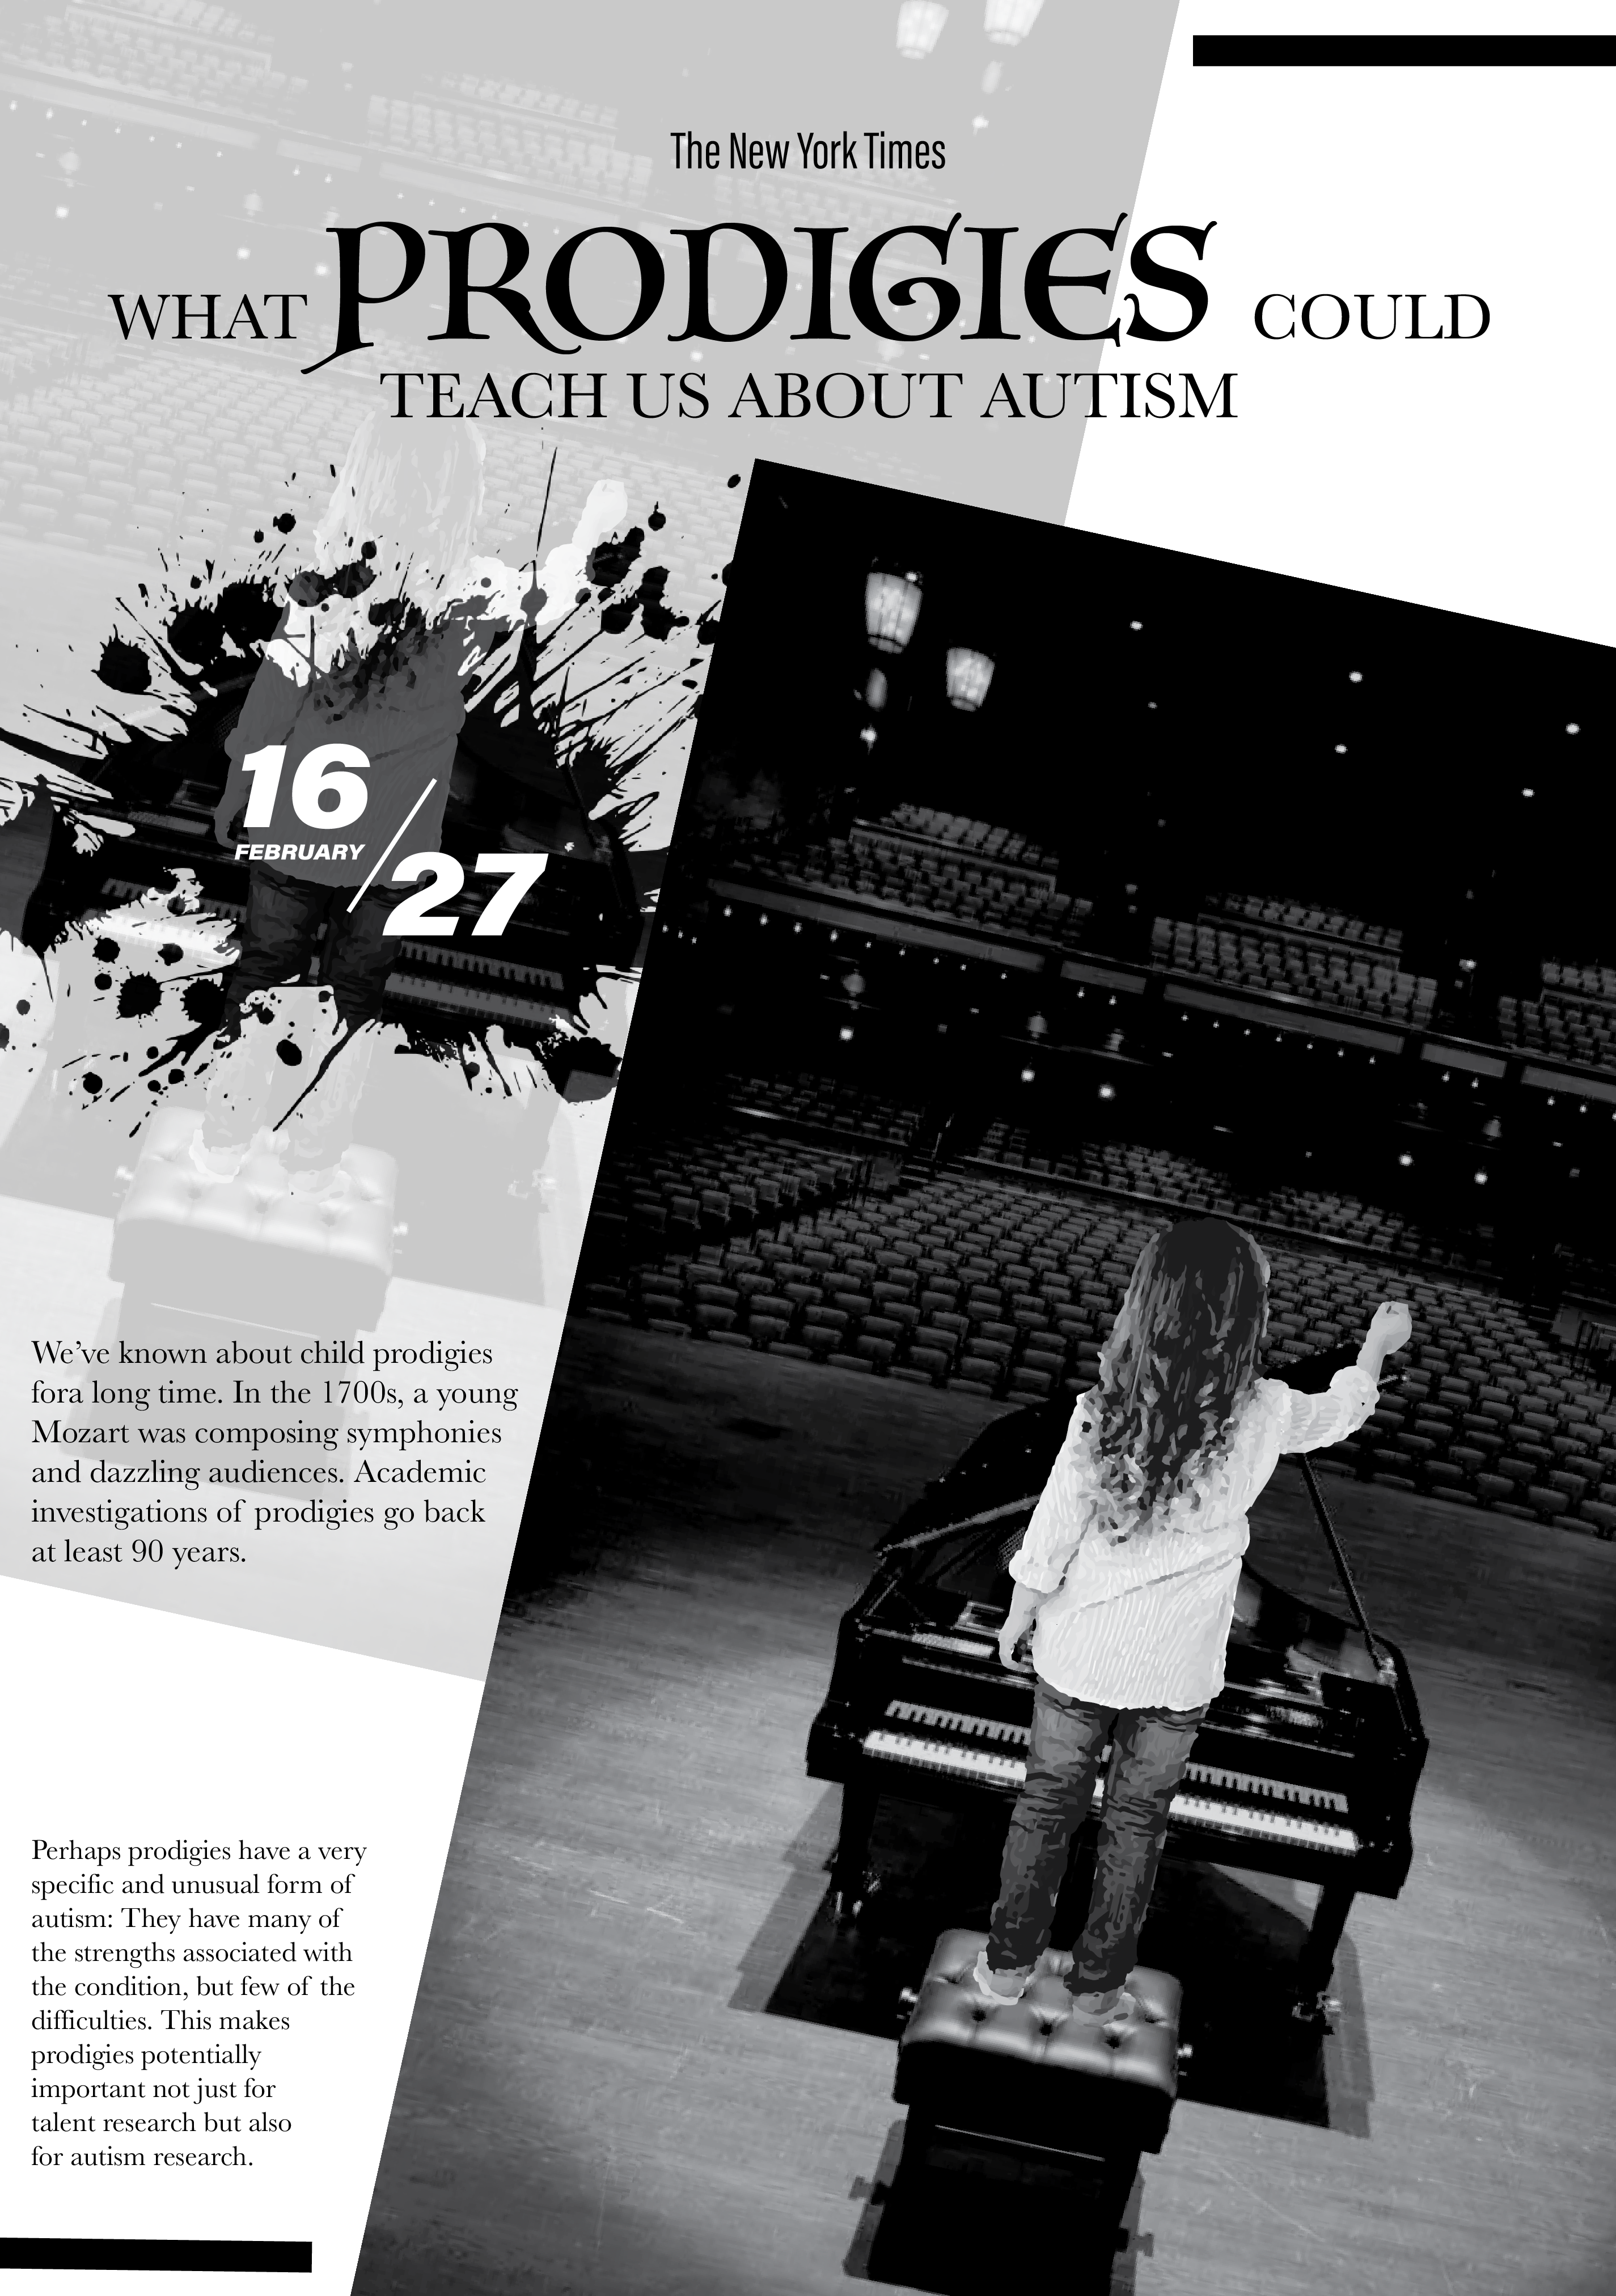 The New York Times
WHAT PRODIGIES COULD
TEACH US ABOUT AUTISM
16
FEBRUARY
27
We’ve known about child prodigies
fora long time. In the 1700s, a young
Mozart was composing symphonies
and dazzling audiences. Academic
investigations of prodigies go back
at least 90 years.
Perhaps prodigies have a very
specific and unusual form of
autism: They have many of
the strengths associated with
the condition, but few of the
difficulties. This makes
prodigies potentially
important not just for
talent research but also
for autism research.